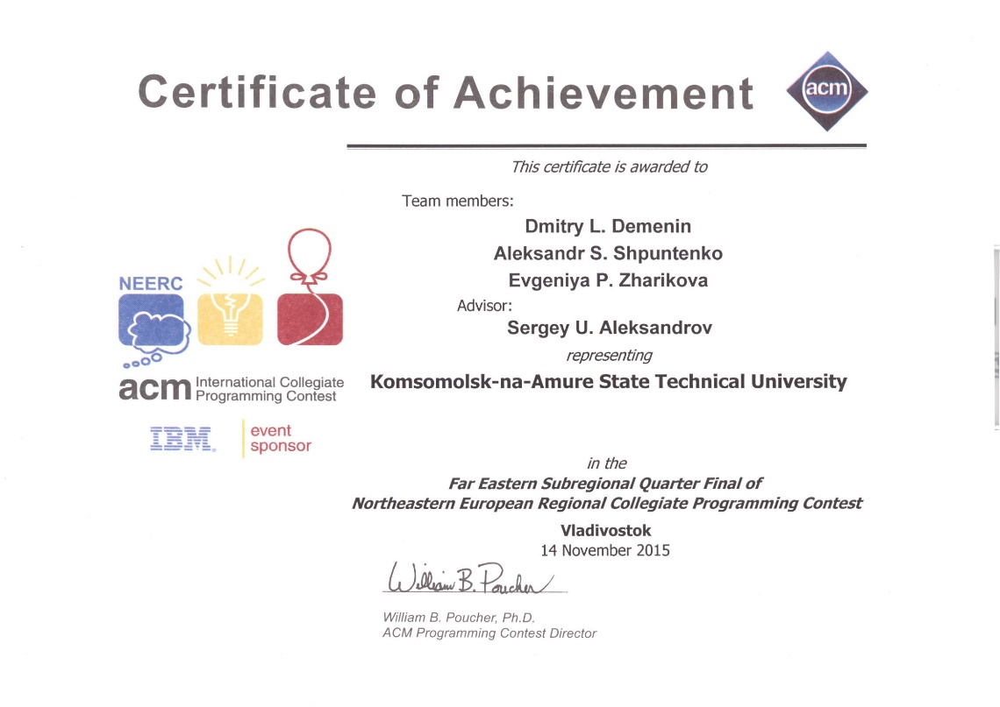 Certificate of Achievement
acm
This certificate is awarded to
Team members:
Dmitry L. Demenin
Aleksandr S. Shpuntenko
Evgeniya P. Zharikova
Advisor:
Sergey U. Aleksandrov
representing
Komsomolsk-na-Amure State Technical University
NEERC
acm International Collegiate
Programming Contest
IBM.
event
sponsor
in the
Far Eastern Subregional Quarter Final of
Northeastern European Regional Collegiate Programming Contest
Vladivostok
14 November 2015
William B. Poucher
William B. Poucher, Ph.D.
ACM Programming Contest Director